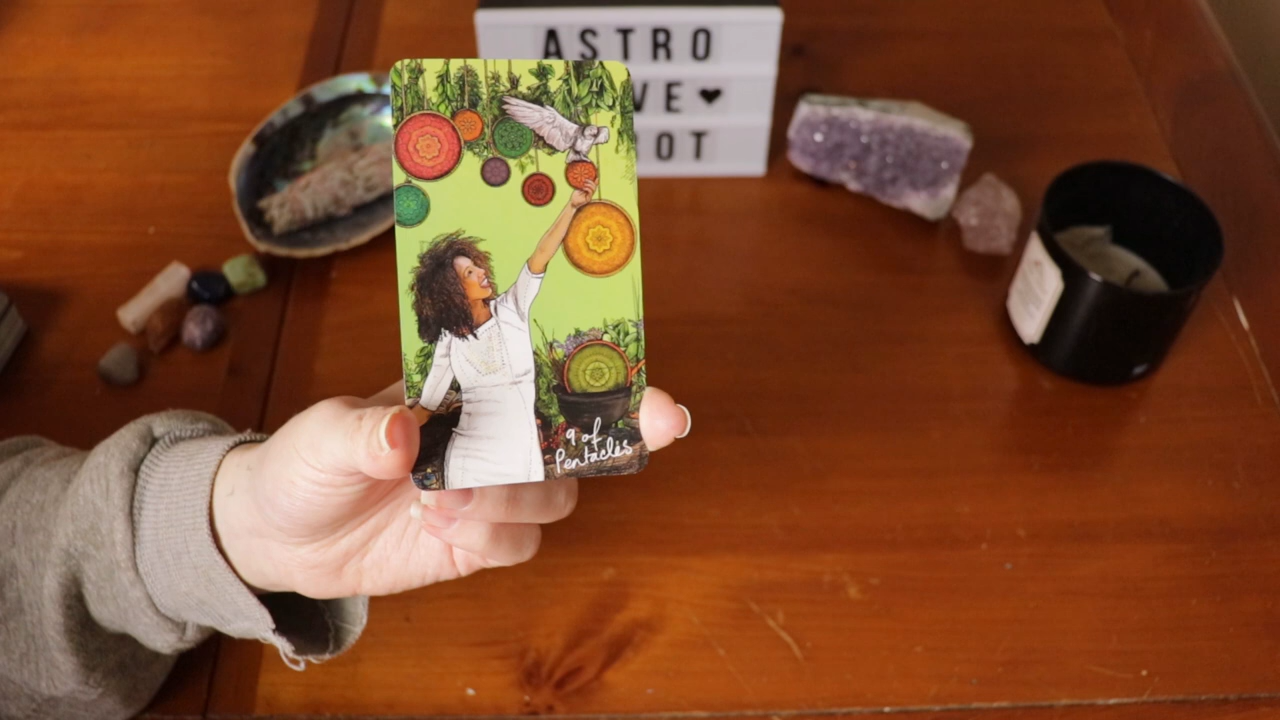 ASTRO
VE ♥
OT
9 of
Pentacles